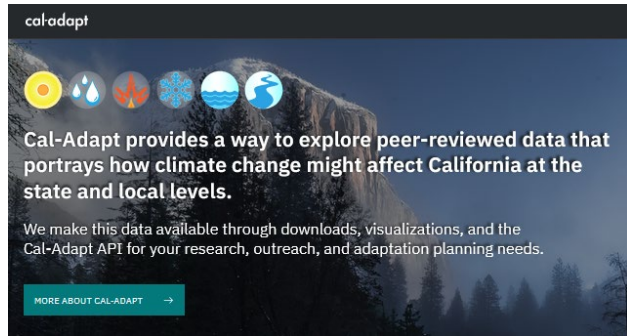 cal-adapt
Cal-Adapt provides a way to explore peer-reviewed data that
portrays how climate change might affect California at the
state and local levels.
We make this data available through downloads, visualizations, and the
Cal-Adapt API for your research, outreach, and adaptation planning needs.
MORE ABOUT CAL-ADAPT →